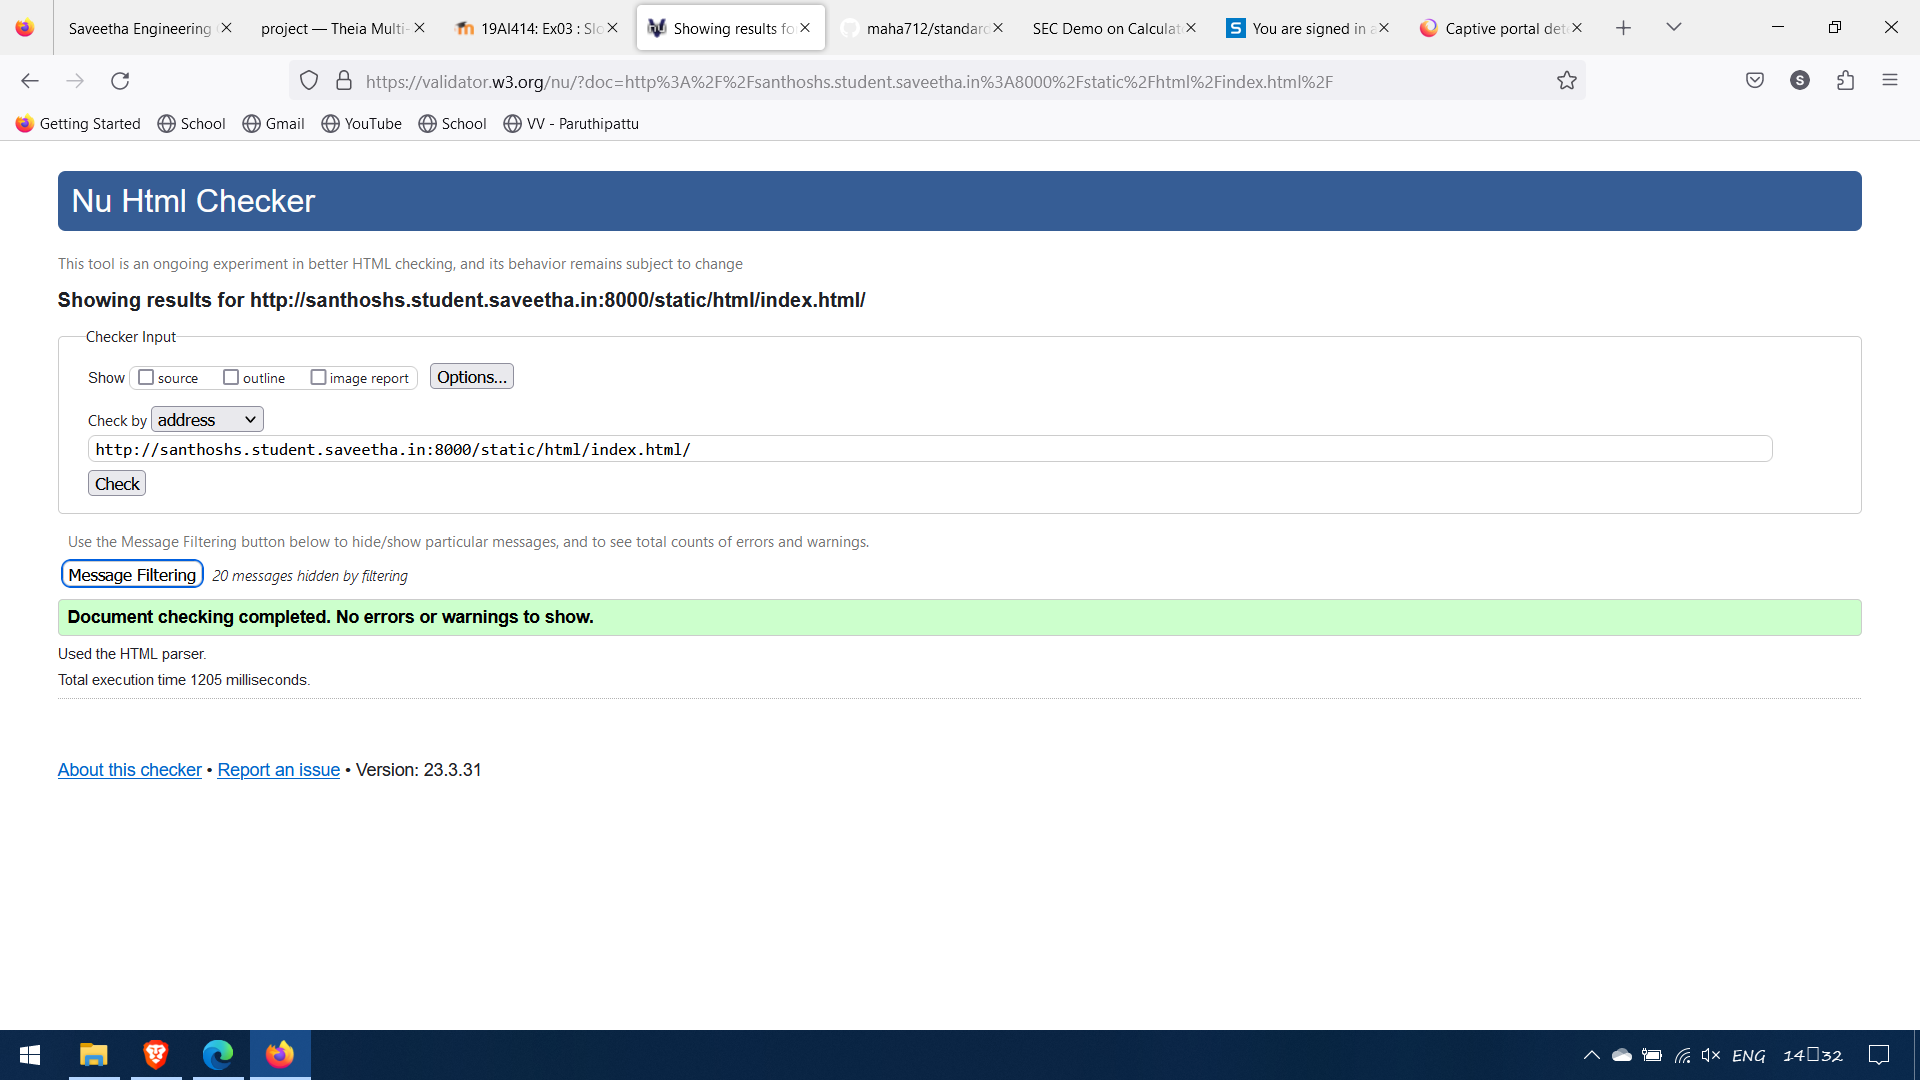 Saveetha Engineering
project — Theia Multi-
19AI414: Ex03 : Slo
Showing results fo
maha712/standard
SEC Demo on Calculat
You are signed in a
Captive portal det
https://validator.w3.org/nu/?doc=http%3A%2F%2Fsanthoshs.student.saveetha.in%3A8000%2Fstatic%2Fhtml%2Findex.html%2F
S
Getting Started
School
Gmail
YouTube
School
VV - Paruthipattu
Nu Html Checker
This tool is an ongoing experiment in better HTML checking, and its behavior remains subject to change
Showing results for http://santhoshs.student.saveetha.in:8000/static/html/index.html/
Checker Input
Show source outline image report Options...
Check by address
http://santhoshs.student.saveetha.in:8000/static/html/index.html/
Check
Use the Message Filtering button below to hide/show particular messages, and to see total counts of errors and warnings.
Message Filtering 20 messages hidden by filtering
Document checking completed. No errors or warnings to show.
Used the HTML parser.
Total execution time 1205 milliseconds.
About this checker • Report an issue • Version: 23.3.31
ENG 14▯32